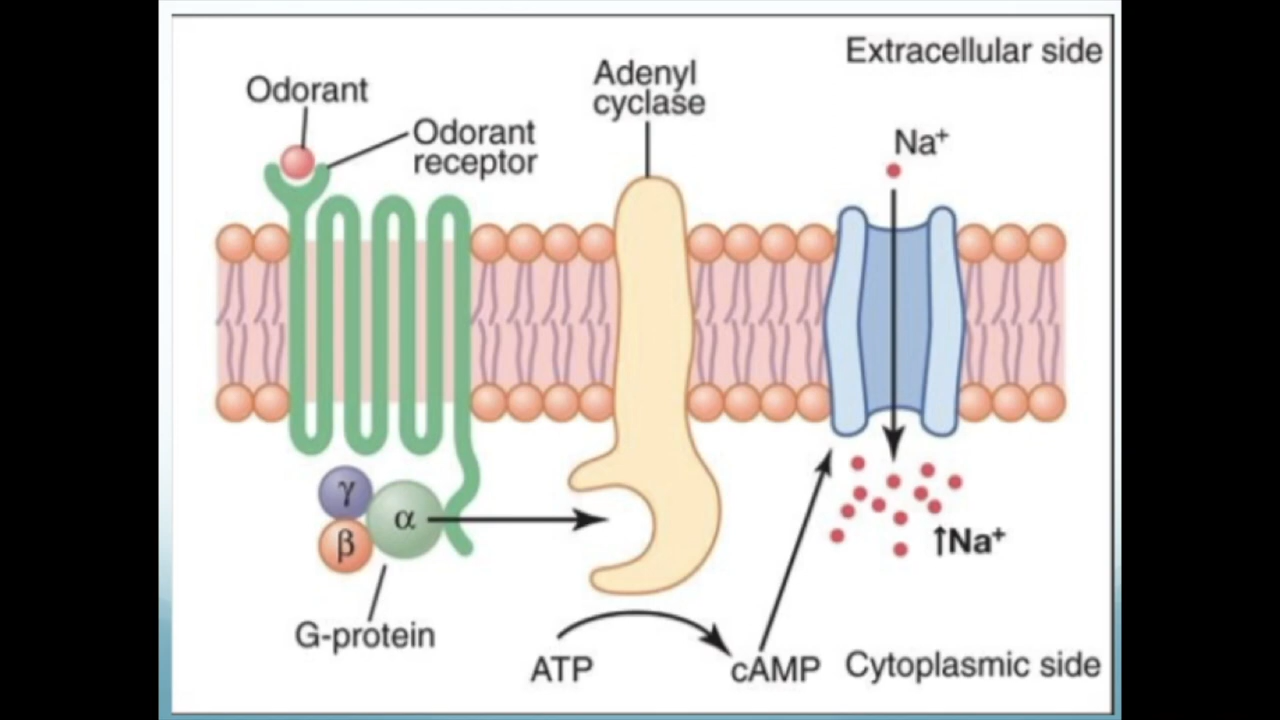 Extracellular side
Odorant
Odorant
receptor
Adenyl
cyclase
Na⁺
γ
α
β
↑Na⁺
G-protein
ATP
cAMP
Cytoplasmic side